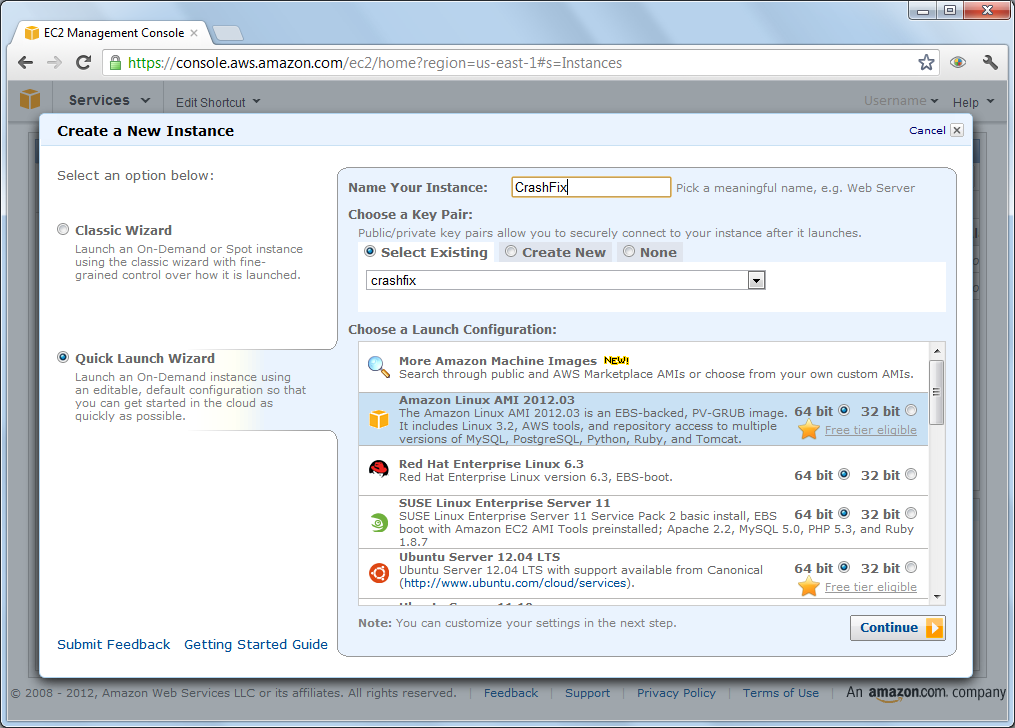 EC2 Management Console
https://console.aws.amazon.com/ec2/home?region=us-east-1#s=Instances
Services Edit Shortcut Username Help
Create a New Instance Cancel
Select an option below:
Classic Wizard
Launch an On-Demand or Spot instance
using the classic wizard with fine-
grained control over how it is launched.
Quick Launch Wizard
Launch an On-Demand instance using
an editable, default configuration so that
you can get started in the cloud as
quickly as possible.
Submit Feedback Getting Started Guide
Name Your Instance: CrashFix Pick a meaningful name, e.g. Web Server
Choose a Key Pair:
Public/private key pairs allow you to securely connect to your instance after it launches.
Select Existing Create New None
crashfix
Choose a Launch Configuration:
More Amazon Machine Images NEW!
Search through public and AWS Marketplace AMIs or choose from your own custom AMIs.
Amazon Linux AMI 2012.03
The Amazon Linux AMI 2012.03 is an EBS-backed, PV-GRUB image.
It includes Linux 3.2, AWS tools, and repository access to multiple
versions of MySQL, PostgreSQL, Python, Ruby, and Tomcat.
64 bit 32 bit
Free tier eligible
Red Hat Enterprise Linux 6.3
Red Hat Enterprise Linux version 6.3, EBS-boot.
64 bit 32 bit
SUSE Linux Enterprise Server 11
SUSE Linux Enterprise Server 11 Service Pack 2 basic install, EBS
boot with Amazon EC2 AMI Tools preinstalled; Apache 2.2, MySQL 5.0, PHP 5.3, and Ruby
1.8.7
64 bit 32 bit
Ubuntu Server 12.04 LTS
Ubuntu Server 12.04 LTS with support available from Canonical
(http://www.ubuntu.com/cloud/services).
64 bit 32 bit
Free tier eligible
Note: You can customize your settings in the next step.
Continue
© 2008 - 2012, Amazon Web Services LLC or its affiliates. All rights reserved. Feedback Support Privacy Policy Terms of Use An amazon.com. company